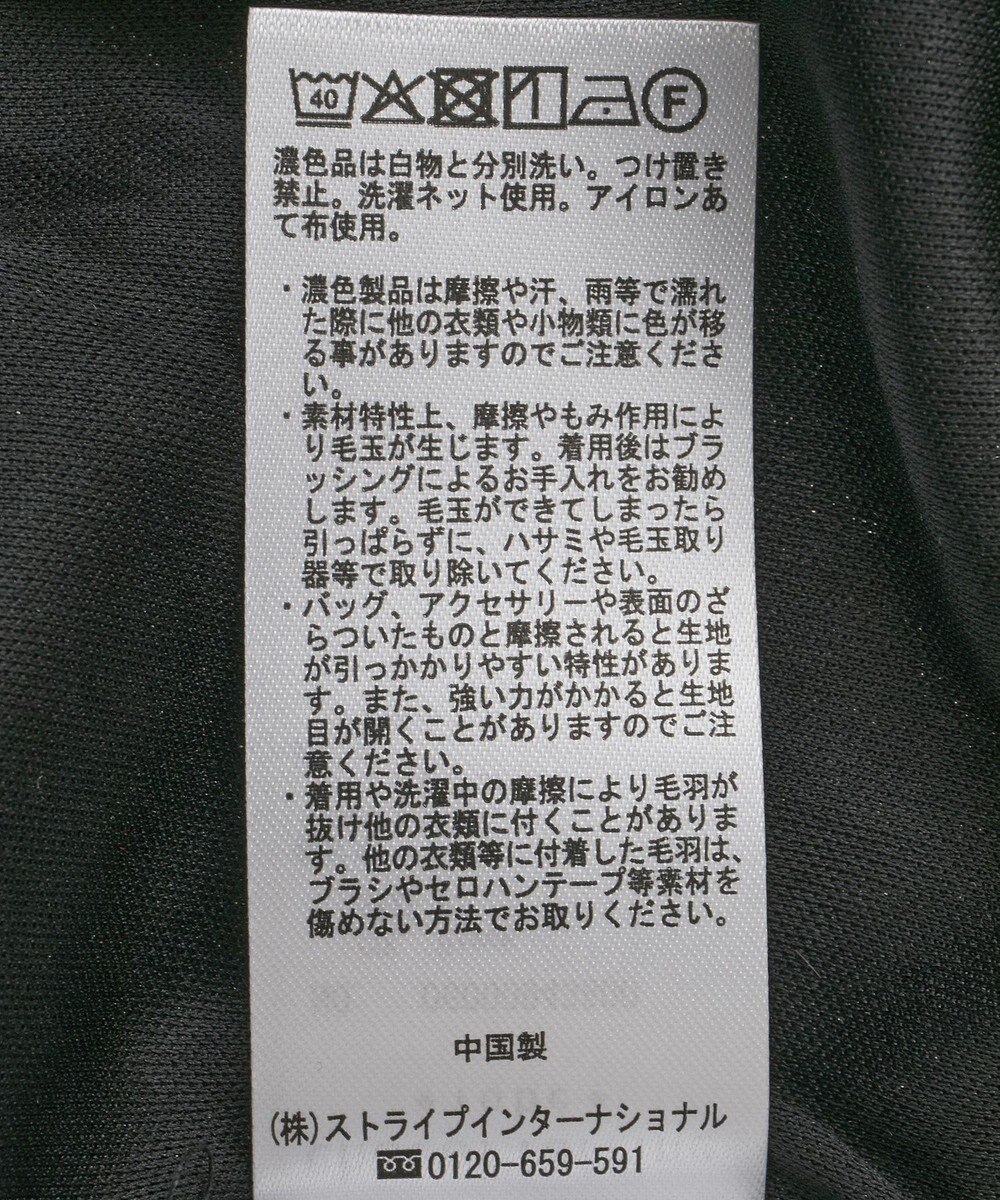 40 F
濃色品は白物と分別洗い。つけ置き
禁止。洗濯ネット使用。アイロンあ
て布使用。
・濃色製品は摩擦や汗、雨等で濡れ
た際に他の衣類や小物類に色が移
る事がありますのでご注意くださ
い。
・素材特性上、摩擦やもみ作用によ
り毛玉が生じます。着用後はブラ
ッシングによるお手入れをお勧め
します。毛玉ができてしまったら
引っぱらずに、ハサミや毛玉取り
器等で取り除いてください。
・バッグ、アクセサリーや表面のざ
らついたものと摩擦されると生地
が引っかかりやすい特性がありま
す。また、強い力がかかると生地
目が開くことがありますのでご注
意ください。
・着用や洗濯中の摩擦により毛羽が
抜け他の衣類に付くことがありま
す。他の衣類等に付着した毛羽は、
ブラシやセロハンテープ等素材を
傷めない方法でお取りください。
中国製
(株)ストライプインターナショナル
0120-659-591